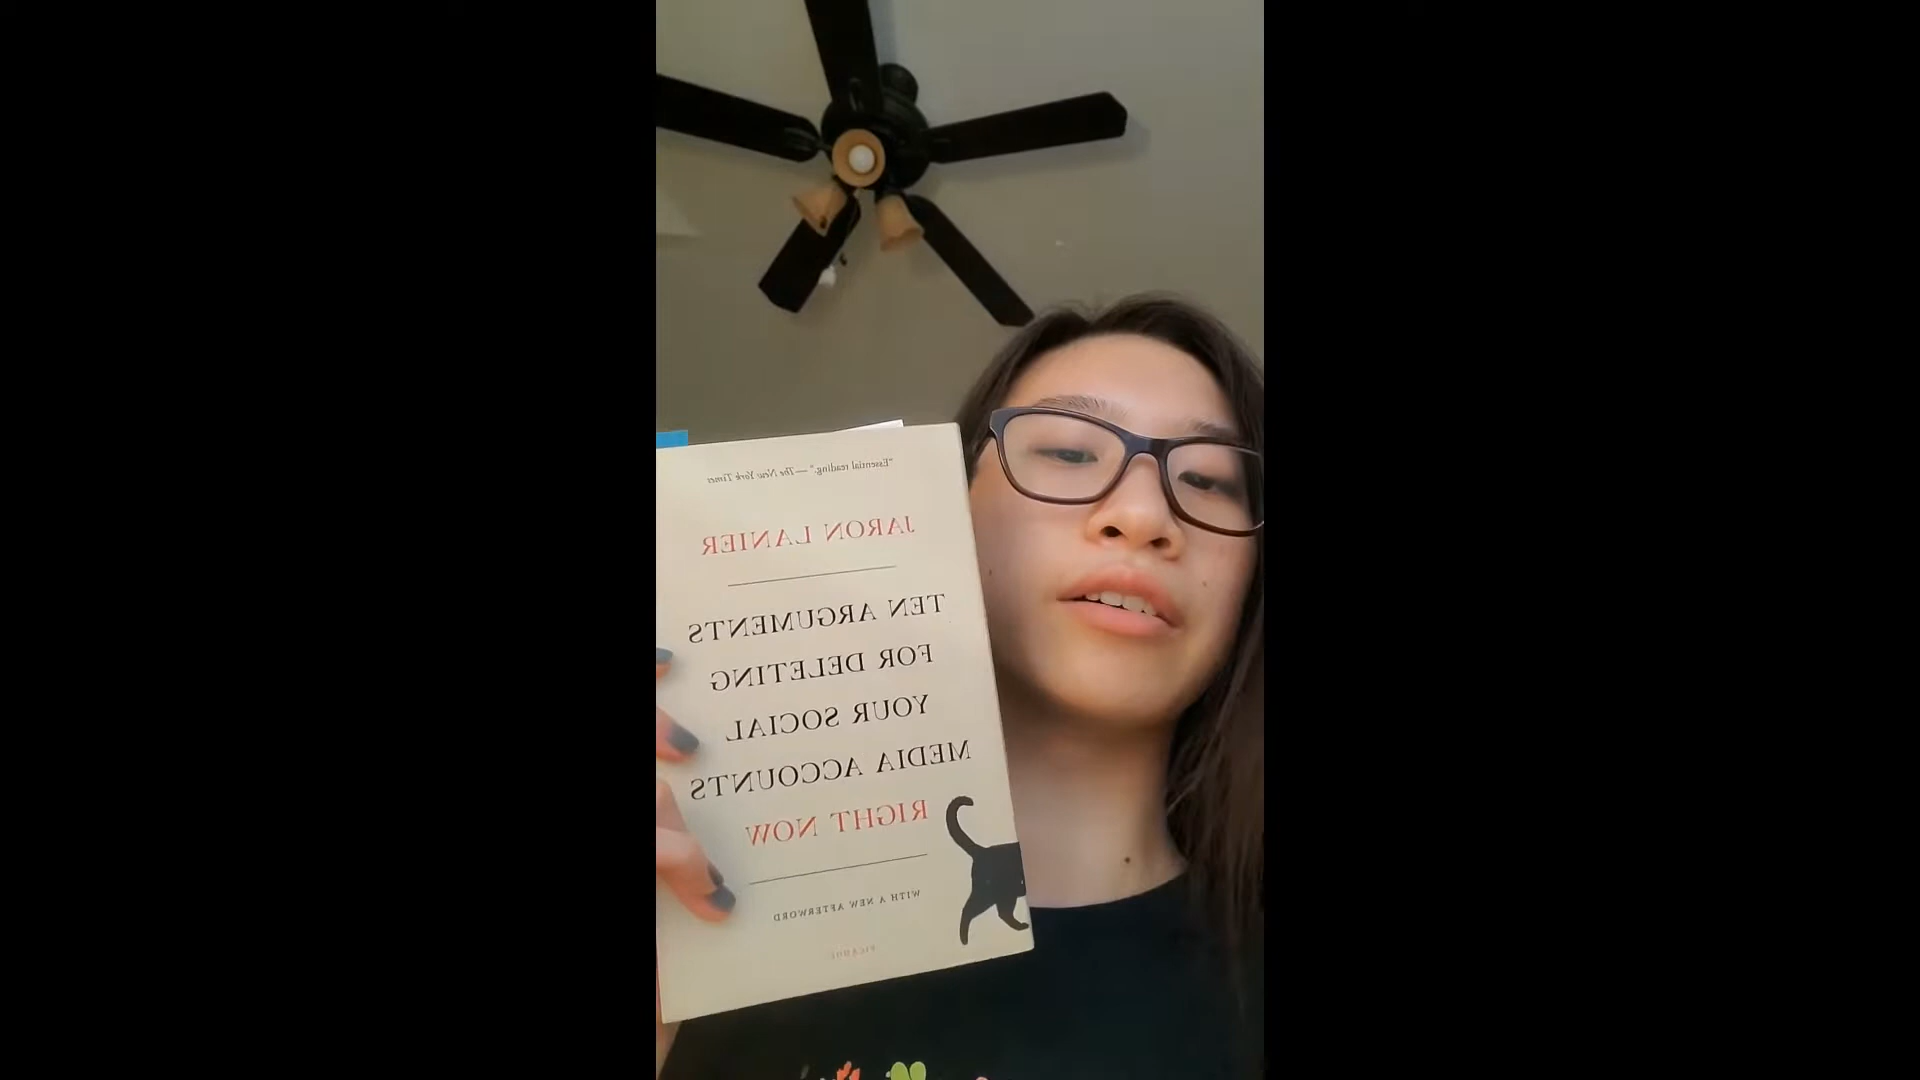 "Essential reading." —The New York Times
JARON LANIER
TEN ARGUMENTS
FOR DELETING
YOUR SOCIAL
MEDIA ACCOUNTS
RIGHT NOW
WITH A NEW AFTERWORD
PICADOR